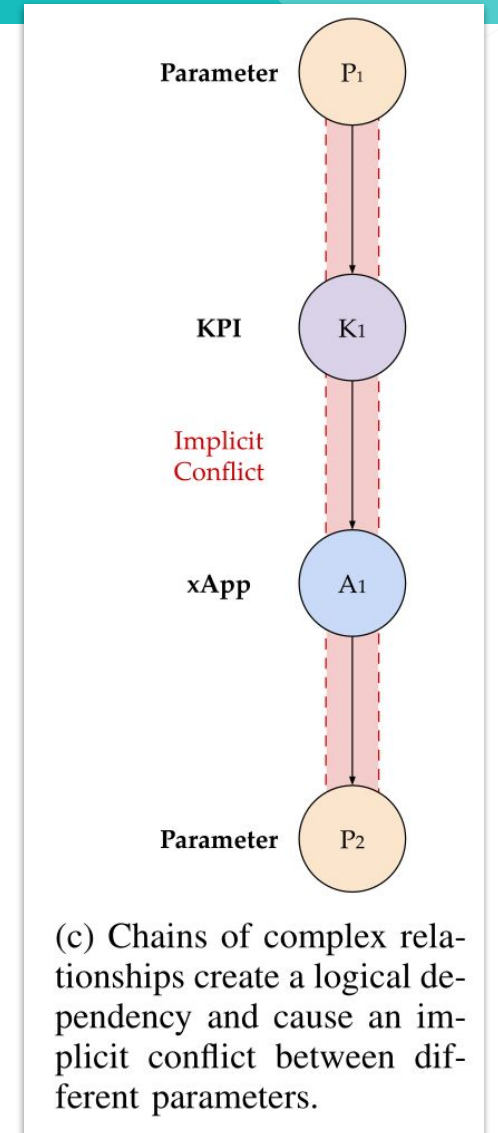 Parameter P1
KPI K1
Implicit
Conflict
xApp A1
Parameter P2
(c) Chains of complex rela-
tionships create a logical de-
pendency and cause an im-
plicit conflict between dif-
ferent parameters.